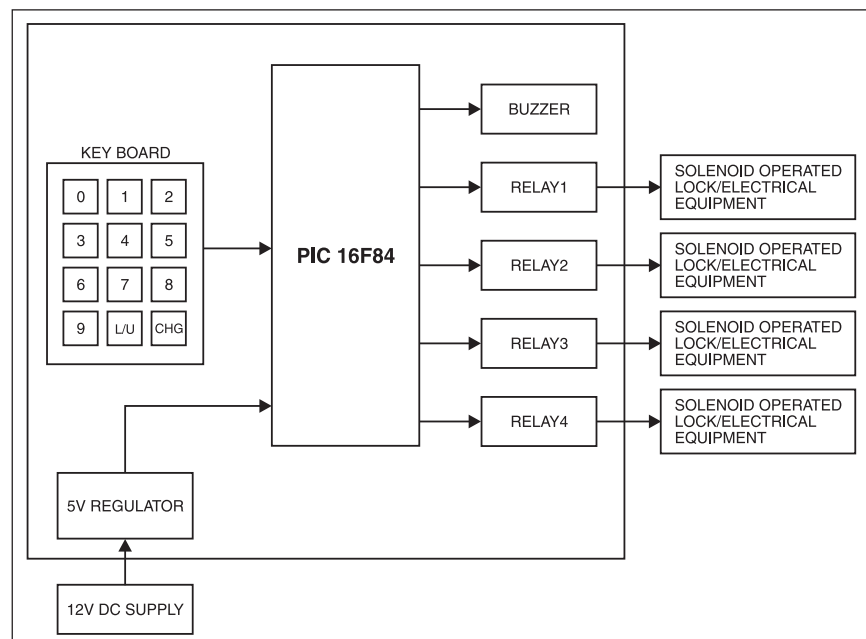 KEY BOARD
0 1 2
3 4 5
6 7 8
9 L/U CHG
PIC 16F84
BUZZER
RELAY1
RELAY2
RELAY3
RELAY4
SOLENOID OPERATED
LOCK/ELECTRICAL
EQUIPMENT
SOLENOID OPERATED
LOCK/ELECTRICAL
EQUIPMENT
SOLENOID OPERATED
LOCK/ELECTRICAL
EQUIPMENT
SOLENOID OPERATED
LOCK/ELECTRICAL
EQUIPMENT
5V REGULATOR
12V DC SUPPLY